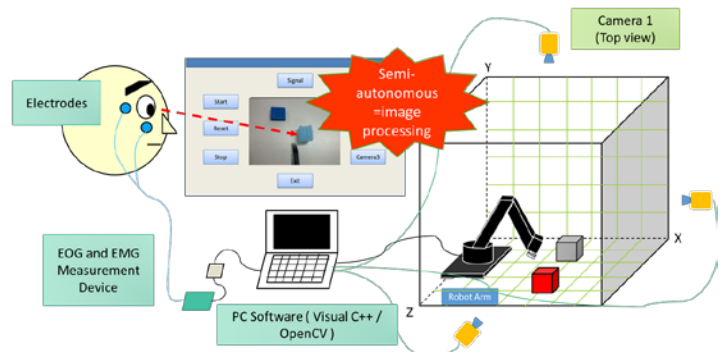 Camera 1
(Top view)
Electrodes
Signal
Start
Reset
Stop
Camera3
Exit
Semi-
autonomous
=image
processing
Y
X
Z
EOG and EMG
Measurement
Device
PC Software ( Visual C++ /
OpenCV )
Robot Arm